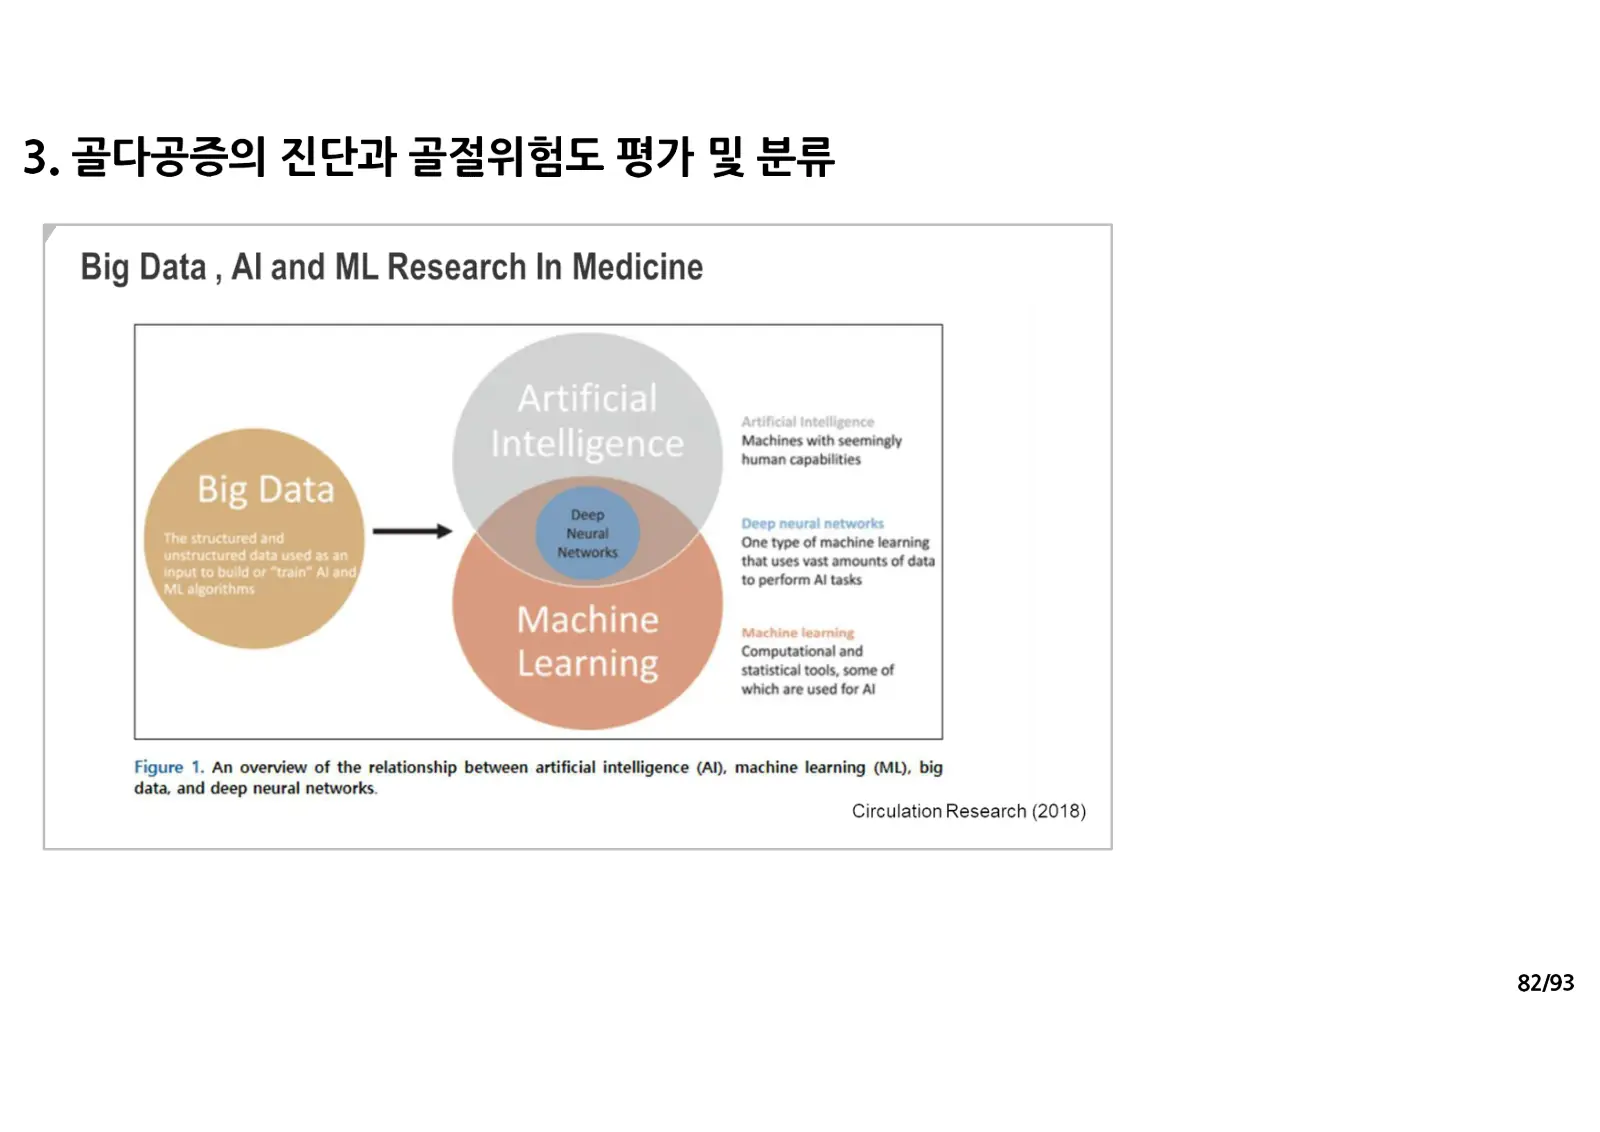 3. 골다공증의 진단과 골절위험도 평가 및 분류
Big Data , AI and ML Research In Medicine
Big Data
The structured and
unstructured data used as an
input to build or “train” AI and
ML algorithms
Artificial
Intelligence
Deep
Neural
Networks
Machine
Learning
Artificial Intelligence
Machines with seemingly
human capabilities
Deep neural networks
One type of machine learning
that uses vast amounts of data
to perform AI tasks
Machine learning
Computational and
statistical tools, some of
which are used for AI
Figure 1. An overview of the relationship between artificial intelligence (AI), machine learning (ML), big
data, and deep neural networks.
Circulation Research (2018)
82/93